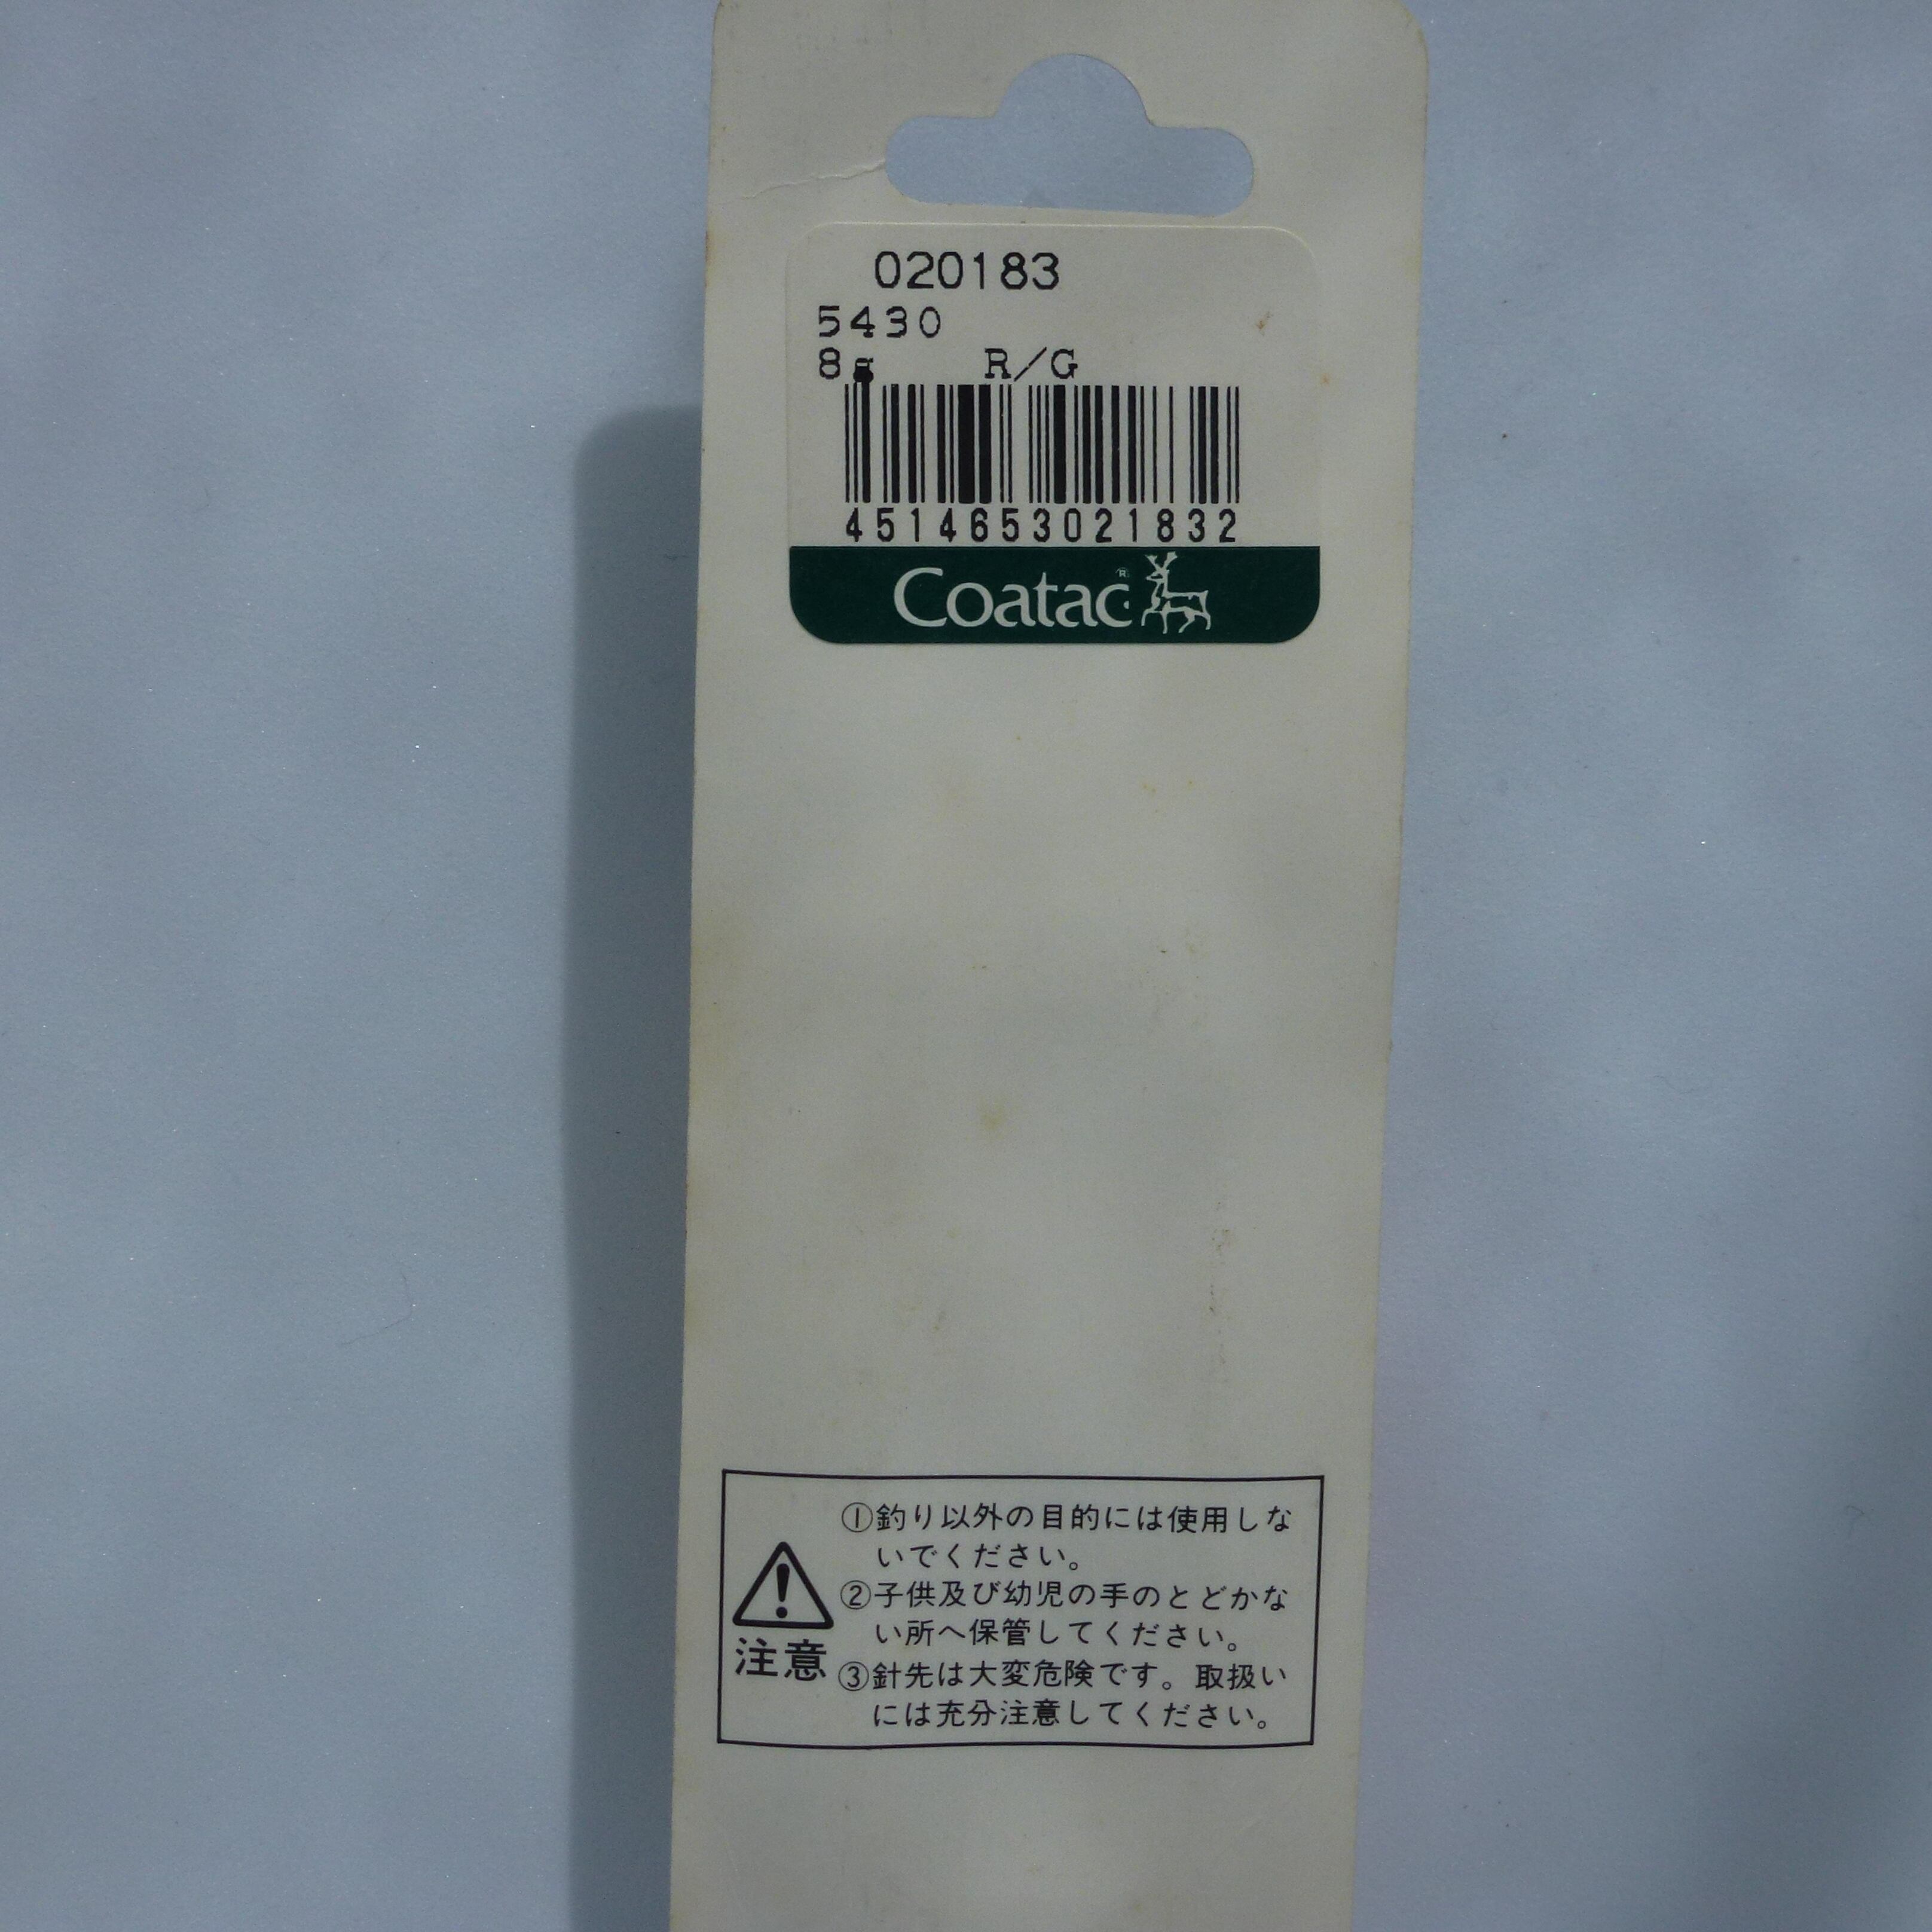 020183
5430
8g R/G
4514653021832
Coatac®
①釣り以外の目的には使用しな
いでください。
②子供及び幼児の手のとどかな
い所へ保管してください。
注意
③針先は大変危険です。取扱い
には充分注意してください。